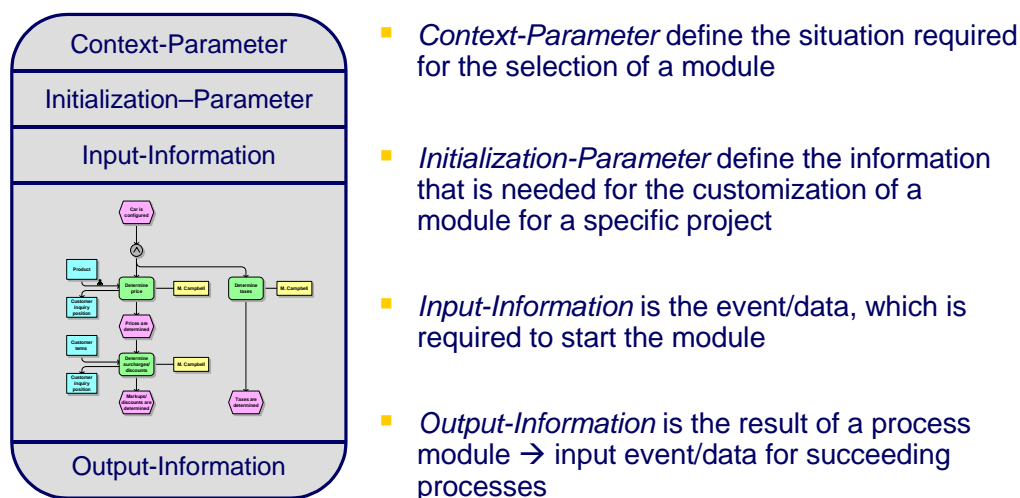 Context-Parameter
Initialization–Parameter
Input-Information
Car is
configured
Product
Determine
price
M. Campbell
Determine
taxes
M. Campbell
Customer
inquiry
position
Prices are
determined
Customer
terms
Determine
surcharges/
discounts
M. Campbell
Customer
inquiry
position
Markups/
discounts are
determined
Taxes are
determined
Output-Information
Context-Parameter define the situation required
for the selection of a module
Initialization-Parameter define the information
that is needed for the customization of a
module for a specific project
Input-Information is the event/data, which is
required to start the module
Output-Information is the result of a process
module → input event/data for succeeding
processes